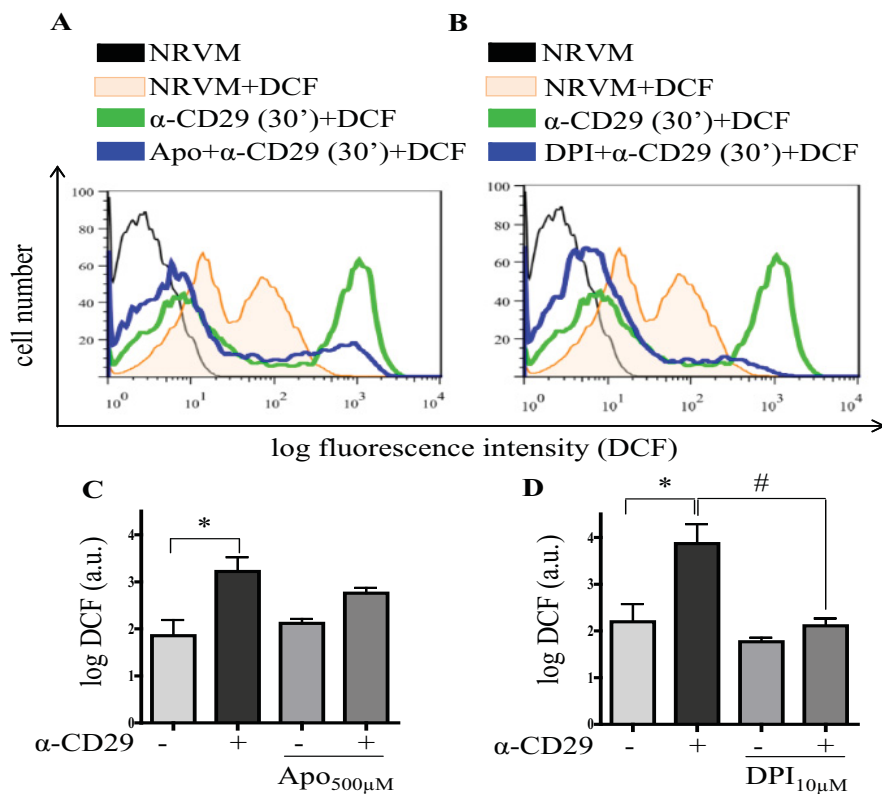 A
NRVM
NRVM+DCF
α-CD29 (30’)+DCF
Apo+α-CD29 (30’)+DCF
B
NRVM
NRVM+DCF
α-CD29 (30’)+DCF
DPI+α-CD29 (30’)+DCF
cell number
100
80
60
40
20
10⁰ 10¹ 10² 10³ 10⁴
100
80
60
40
20
10⁰ 10¹ 10² 10³ 10⁴
log fluorescence intensity (DCF)
C
*
log DCF (a.u.)
4
3
2
1
0
α-CD29 - + - +
Apo500μM
D
* #
log DCF (a.u.)
4
3
2
1
0
α-CD29 - + - +
DPI10μM